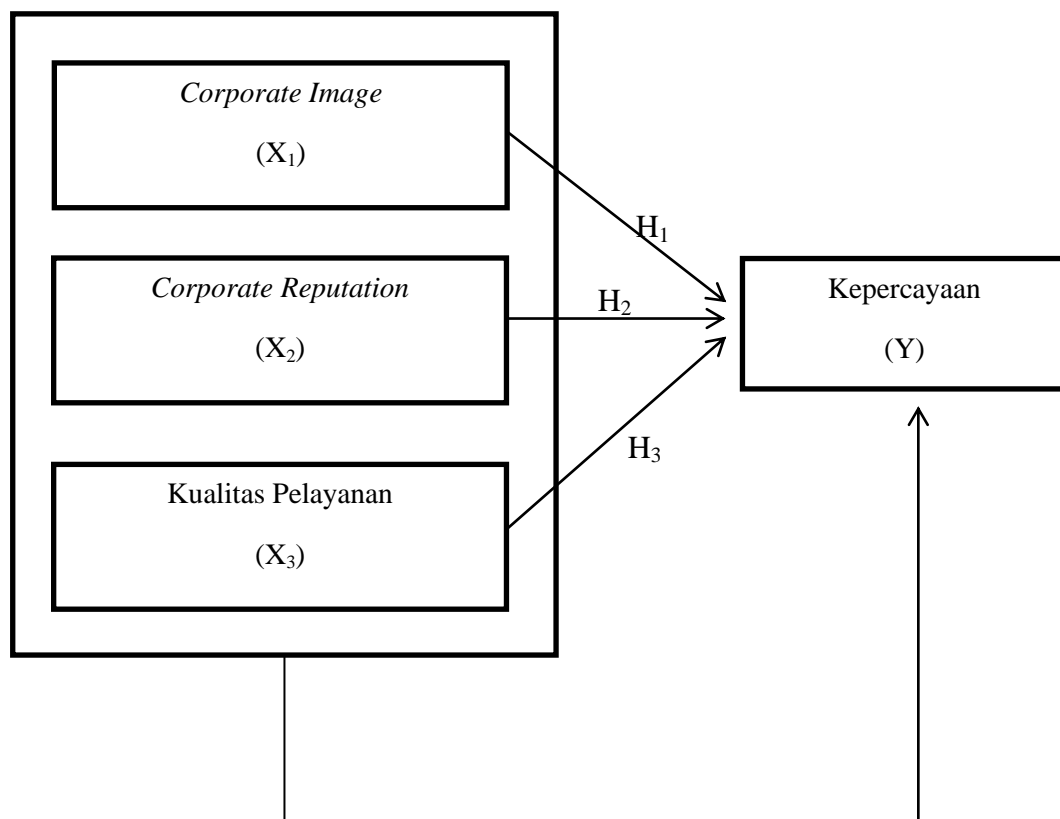 Corporate Image
(X₁)
H₁
Corporate Reputation
(X₂)
H₂
Kepercayaan
(Y)
Kualitas Pelayanan
(X₃)
H₃